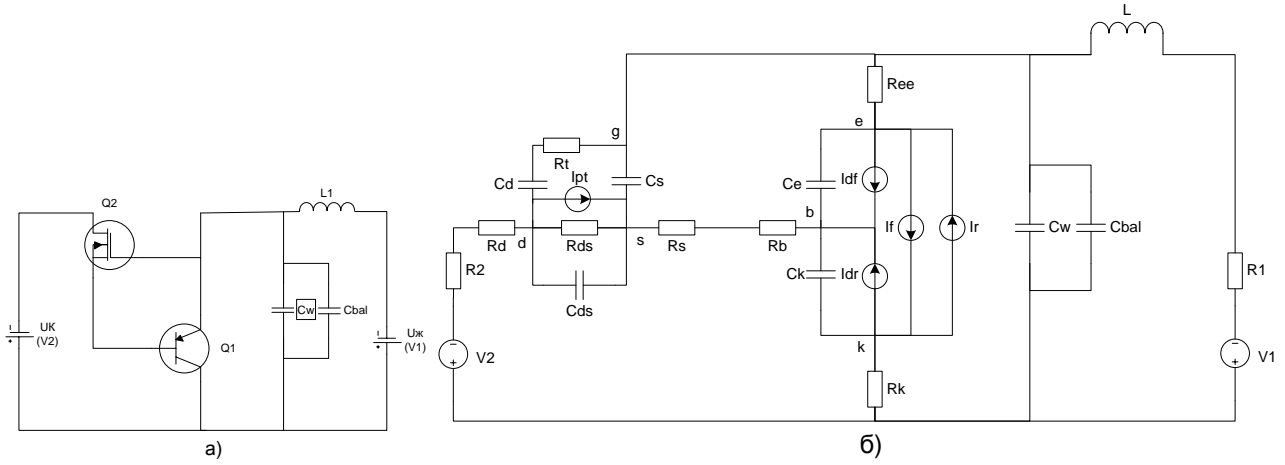 Q2
UК
(V2)
Q1
Cw
Cbal
L1
Uж
(V1)
а)
L
Ree
g
e
Rt
Cd
Ipt
Cs
Ce
Idf
b
If
Ir
Cw
Cbal
Rd
d
Rds
s
Rs
Rb
Ck
Idr
R2
Cds
R1
V2
k
V1
Rk
б)